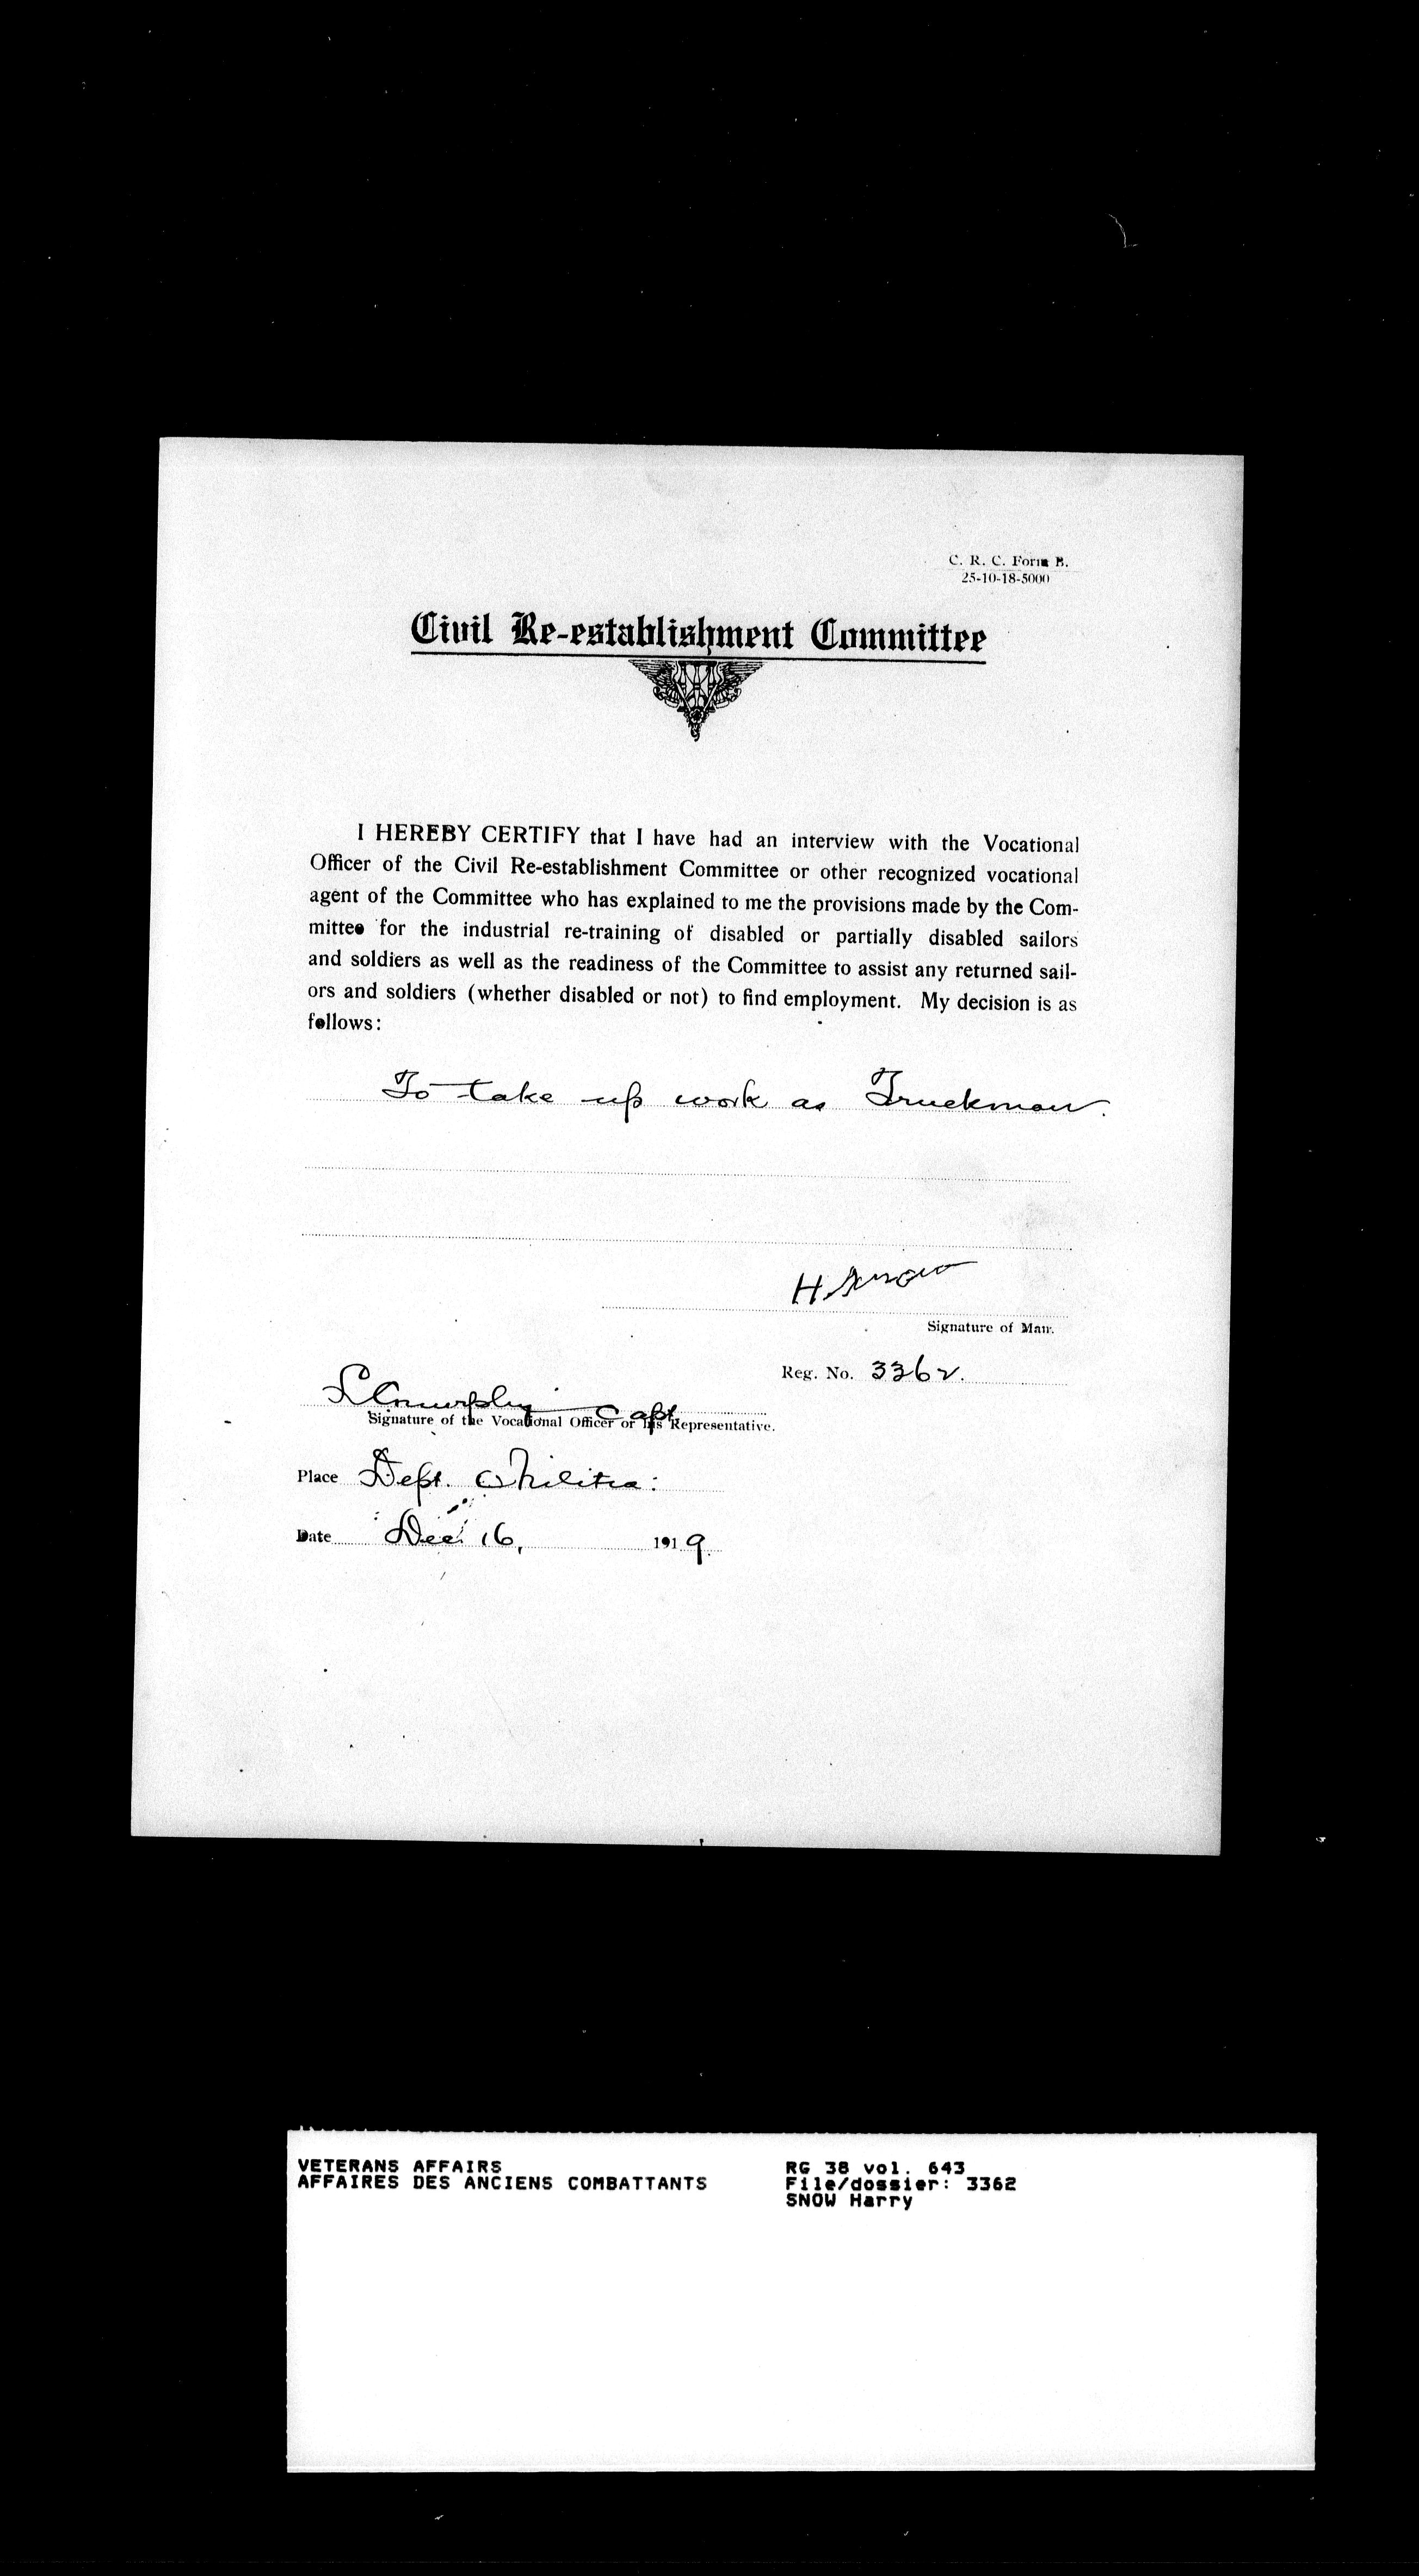 C. R. C. Form B.
25-10-18-5000
Civil Re-establishment Committee
I HEREBY CERTIFY that I have had an interview with the Vocational
Officer of the Civil Re-establishment Committee or other recognized vocational
agent of the Committee who has explained to me the provisions made by the Com-
mittee for the industrial re-training of disabled or partially disabled sailors
and soldiers as well as the readiness of the Committee to assist any returned sail-
ors and soldiers (whether disabled or not) to find employment. My decision is as
follows:
To take up work as Truckman.
H Snow
Signature of Man.
Reg. No. 3362.
Murphy Capt.
Signature of the Vocational Officer or his Representative.
Place Dept. Militia:
Date Dec 16, 1919.
VETERANS AFFAIRS
AFFAIRES DES ANCIENS COMBATTANTS
RG 38 vol. 643
File/dossier: 3362
SNOW Harry